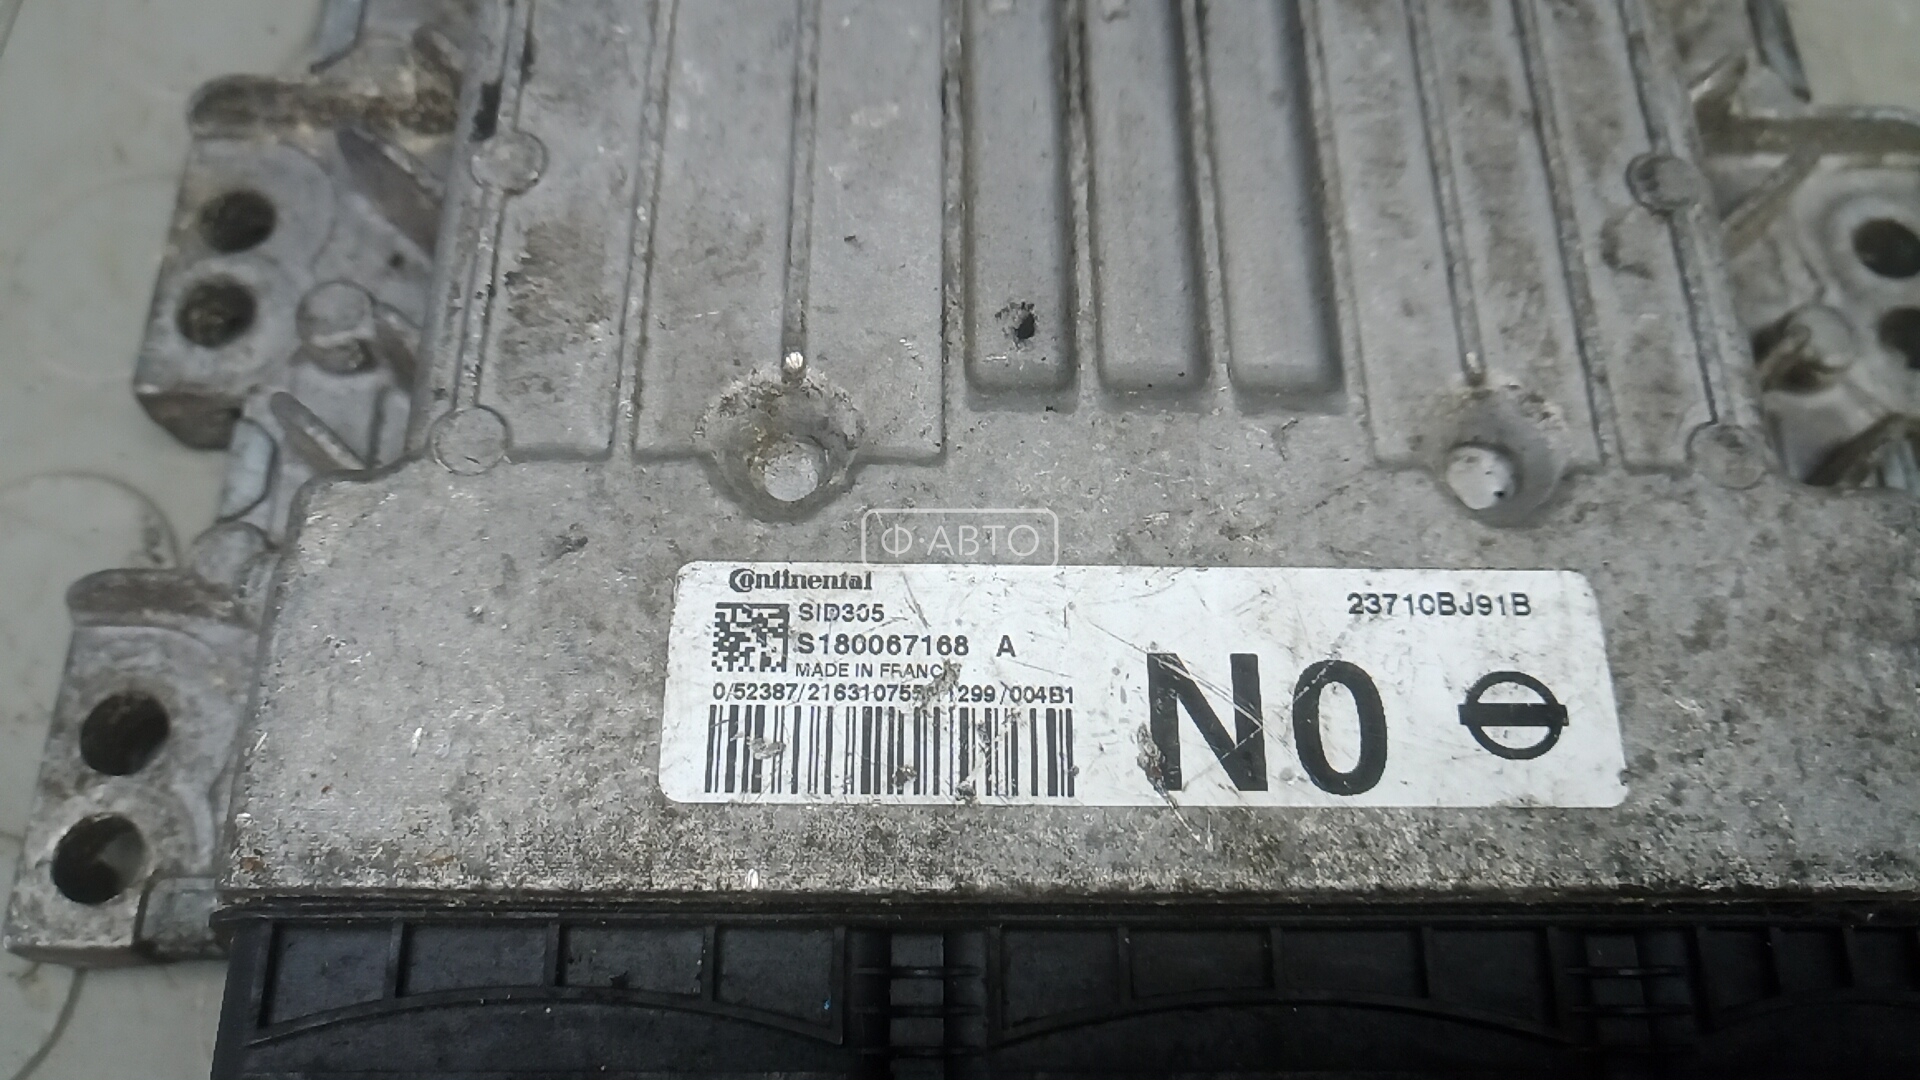 Ф·АВТО
Continental
SID305
23710BJ91B
S180067168 A
MADE IN FRANCE
N0